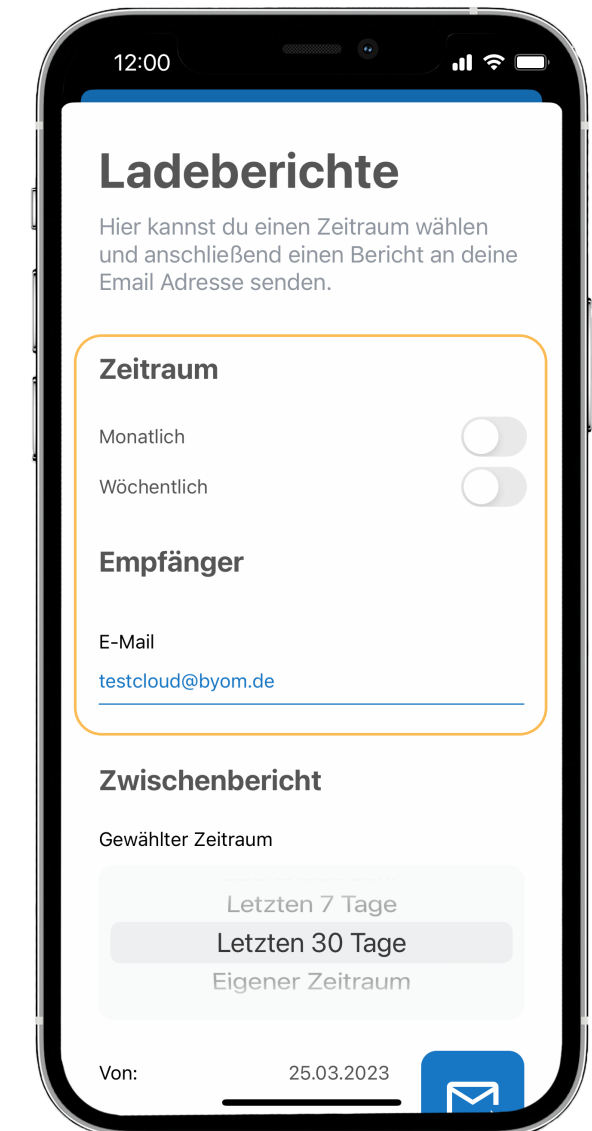 12:00
Ladeberichte
Hier kannst du einen Zeitraum wählen
und anschließend einen Bericht an deine
Email Adresse senden.
Zeitraum
Monatlich
Wöchentlich
Empfänger
E-Mail
testcloud@byom.de
Zwischenbericht
Gewählter Zeitraum
Letzten 7 Tage
Letzten 30 Tage
Eigener Zeitraum
Von: 25.03.2023